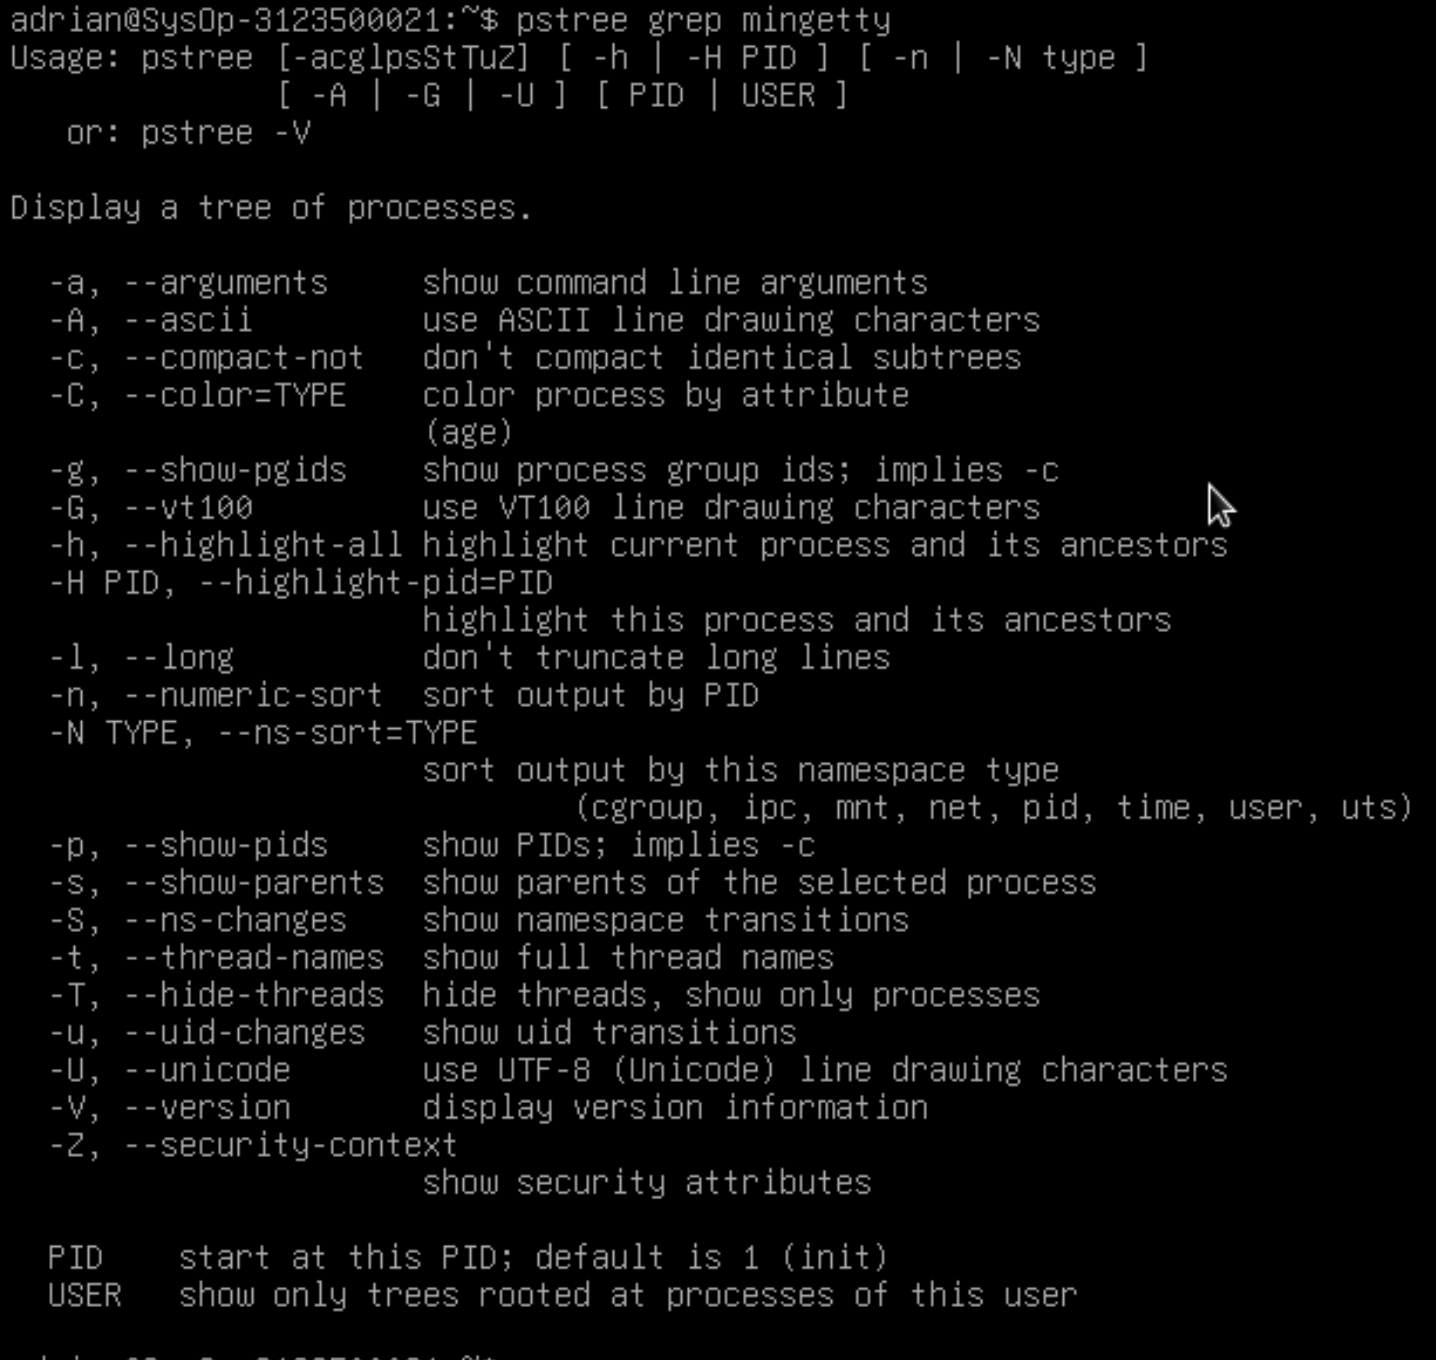 adrian@SysOp-3123500021:~$ pstree grep mingetty
Usage: pstree [-acglpsStTuZ] [ -h | -H PID ] [ -n | -N type ]
[ -A | -G | -U ] [ PID | USER ]
or: pstree -V
Display a tree of processes.
-a, --arguments show command line arguments
-A, --ascii use ASCII line drawing characters
-c, --compact-not don't compact identical subtrees
-C, --color=TYPE color process by attribute
(age)
-g, --show-pgids show process group ids; implies -c
-G, --vt100 use VT100 line drawing characters
-h, --highlight-all highlight current process and its ancestors
-H PID, --highlight-pid=PID
highlight this process and its ancestors
-l, --long don't truncate long lines
-n, --numeric-sort sort output by PID
-N TYPE, --ns-sort=TYPE
sort output by this namespace type
(cgroup, ipc, mnt, net, pid, time, user, uts)
-p, --show-pids show PIDs; implies -c
-s, --show-parents show parents of the selected process
-S, --ns-changes show namespace transitions
-t, --thread-names show full thread names
-T, --hide-threads hide threads, show only processes
-u, --uid-changes show uid transitions
-U, --unicode use UTF-8 (Unicode) line drawing characters
-V, --version display version information
-Z, --security-context
show security attributes
PID start at this PID; default is 1 (init)
USER show only trees rooted at processes of this user